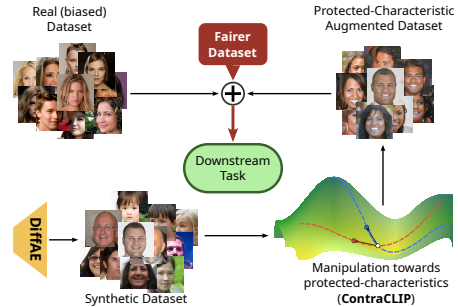 Real (biased)
Dataset
Fairer
Dataset
Protected-Characteristic
Augmented Dataset
+
Downstream
Task
DiffAE
Synthetic Dataset
Manipulation towards
protected-characteristics
(ContraCLIP)